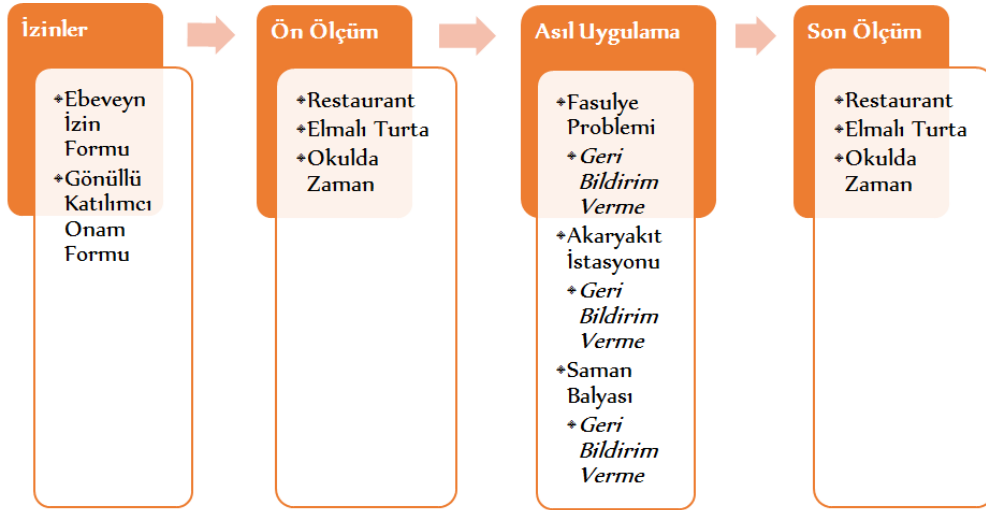 İzinler
Ebeveyn
İzin
Formu
Gönüllü
Katılımcı
Onam
Formu
Ön Ölçüm
Restaurant
Elmalı Turta
Okulda
Zaman
Asıl Uygulama
Fasulye
Problemi
Geri
Bildirim
Verme
Akaryakıt
İstasyonu
Geri
Bildirim
Verme
Saman
Balyası
Geri
Bildirim
Verme
Son Ölçüm
Restaurant
Elmalı Turta
Okulda
Zaman